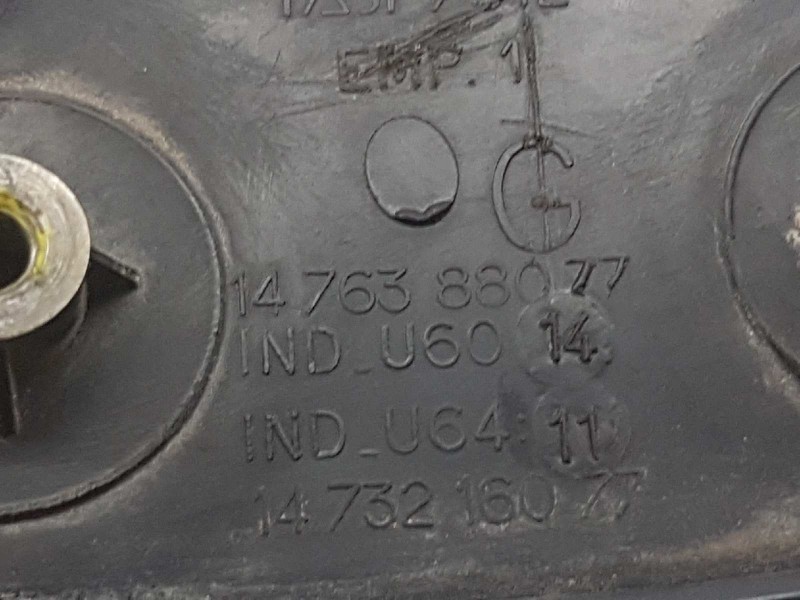 EMP. 1
G
14 763 880 77
IND_U60 14
IND_U64: 11
14 732 160 77